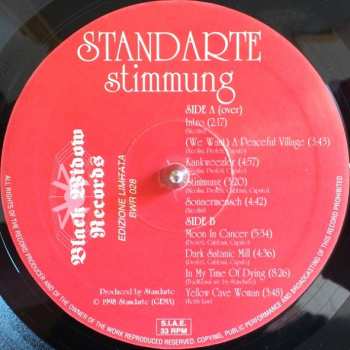 STANDARTE
stimmung
SIDE A (over)
Intro (2:17)
(We Want) A Peaceful Village (3:43)
Kankweezler (4:57)
Stimmung (3:20)
Sonnenmensch (4:42)
SIDE B
Moon In Cancer (3:34)
Dark Satanic Mill (4:36)
In My Time Of Dying (8:26)
Yellow Cave Woman (3:48)
Black Widow
Records
EDIZIONE LIMITATA
BWR 028
Produced by Standarte
© 1998 Standarte (GEMA)
S.I.A.E.
33 RPM
ALL RIGHTS OF THE RECORD PRODUCER AND OF THE OWNER OF THE WORK REPRODUCED RESERVED. COPYING, PUBLIC PERFORMANCE AND BROADCASTING OF THIS RECORD PROHIBITED